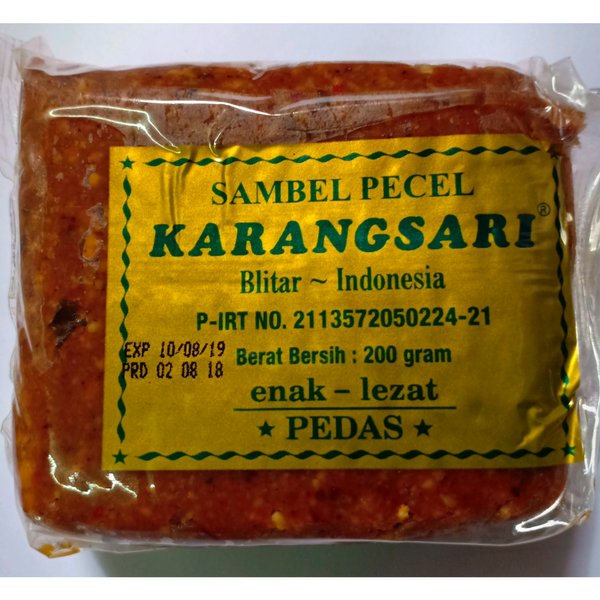 SAMBEL PECEL
KARANGSARI®
Blitar ~ Indonesia
P-IRT NO. 2113572050224-21
EXP 10/08/19
PRD 02 08 18
Berat Bersih : 200 gram
enak – lezat
★ PEDAS ★